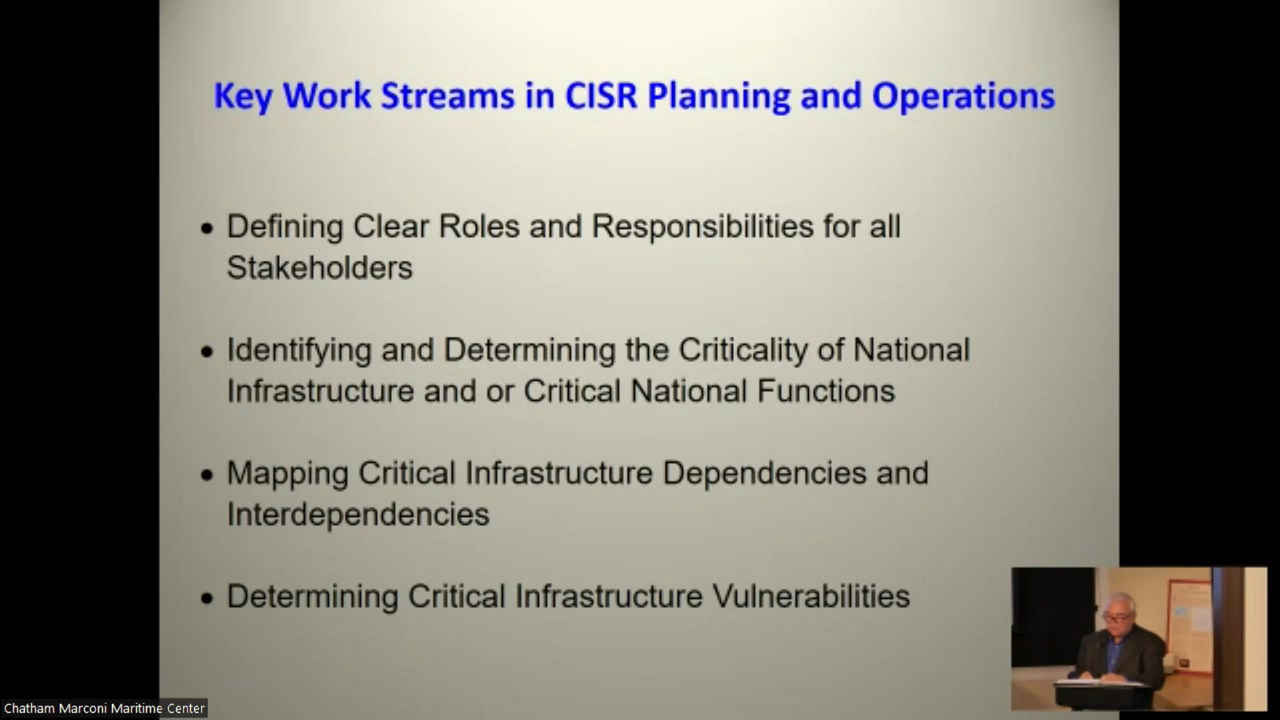 Key Work Streams in CISR Planning and Operations
• Defining Clear Roles and Responsibilities for all
Stakeholders
• Identifying and Determining the Criticality of National
Infrastructure and or Critical National Functions
• Mapping Critical Infrastructure Dependencies and
Interdependencies
• Determining Critical Infrastructure Vulnerabilities
Chatham Marconi Maritime Center